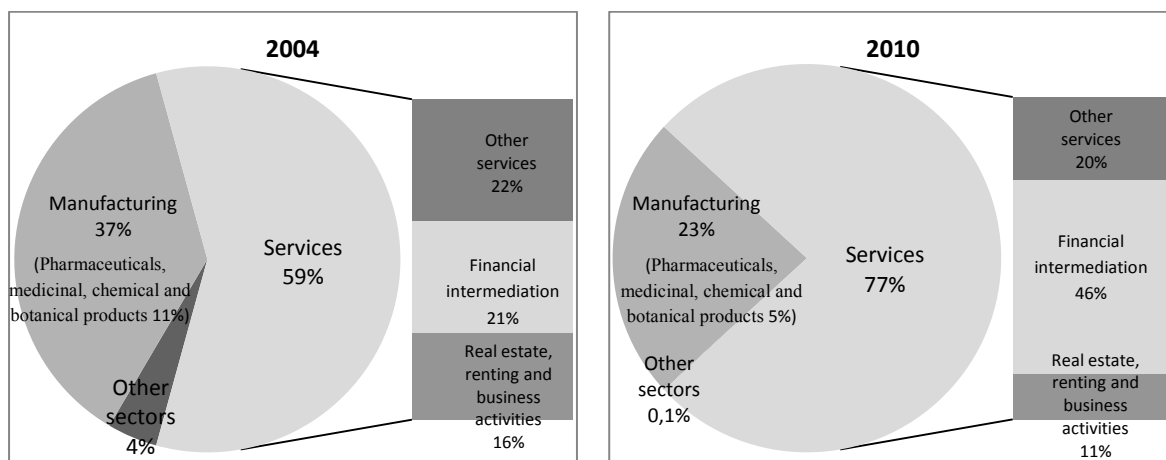 2004
Manufacturing
37%
(Pharmaceuticals,
medicinal, chemical and
botanical products 11%)
Services
59%
Other
sectors
4%
Other
services
22%
Financial
intermediation
21%
Real estate,
renting and
business
activities
16%
2010
Manufacturing
23%
(Pharmaceuticals,
medicinal, chemical and
botanical products 5%)
Services
77%
Other
sectors
0,1%
Other
services
20%
Financial
intermediation
46%
Real estate,
renting and
business
activities
11%